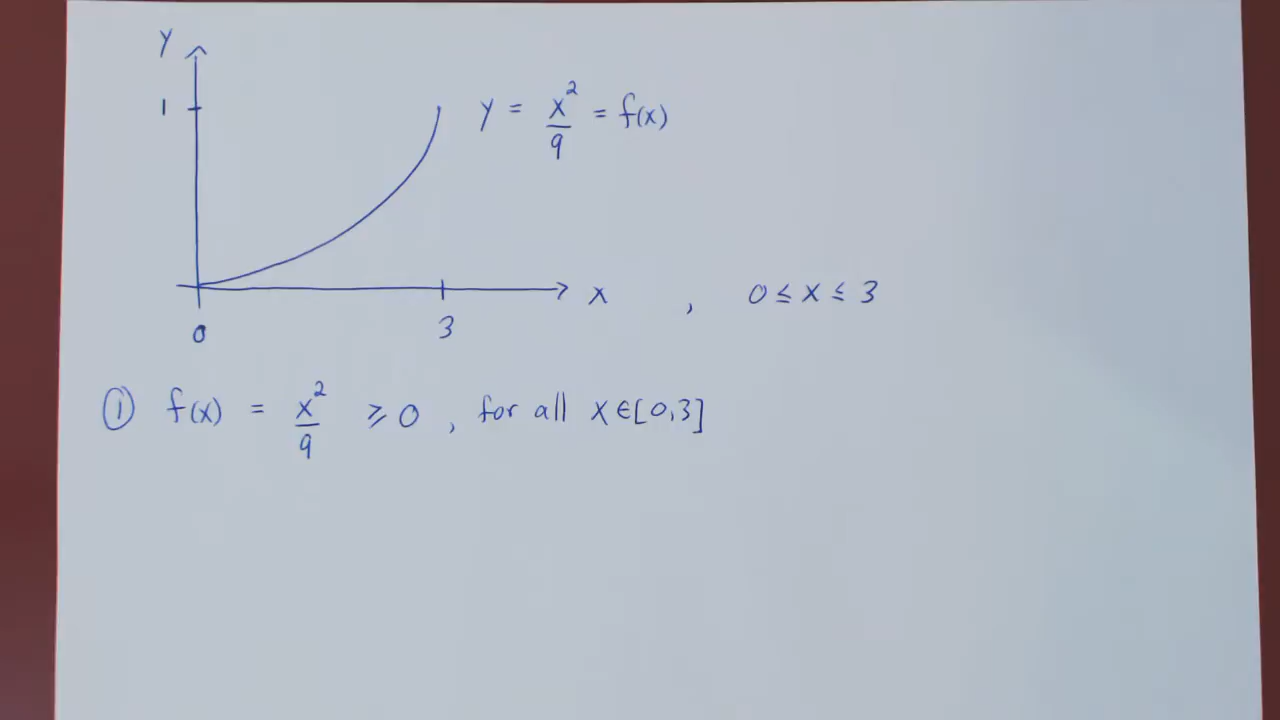 Y
1
y = x²/9 = f(x)
x , 0 ≤ x ≤ 3
0 3
① f(x) = x²/9 ≥ 0 , for all x∈[0,3]